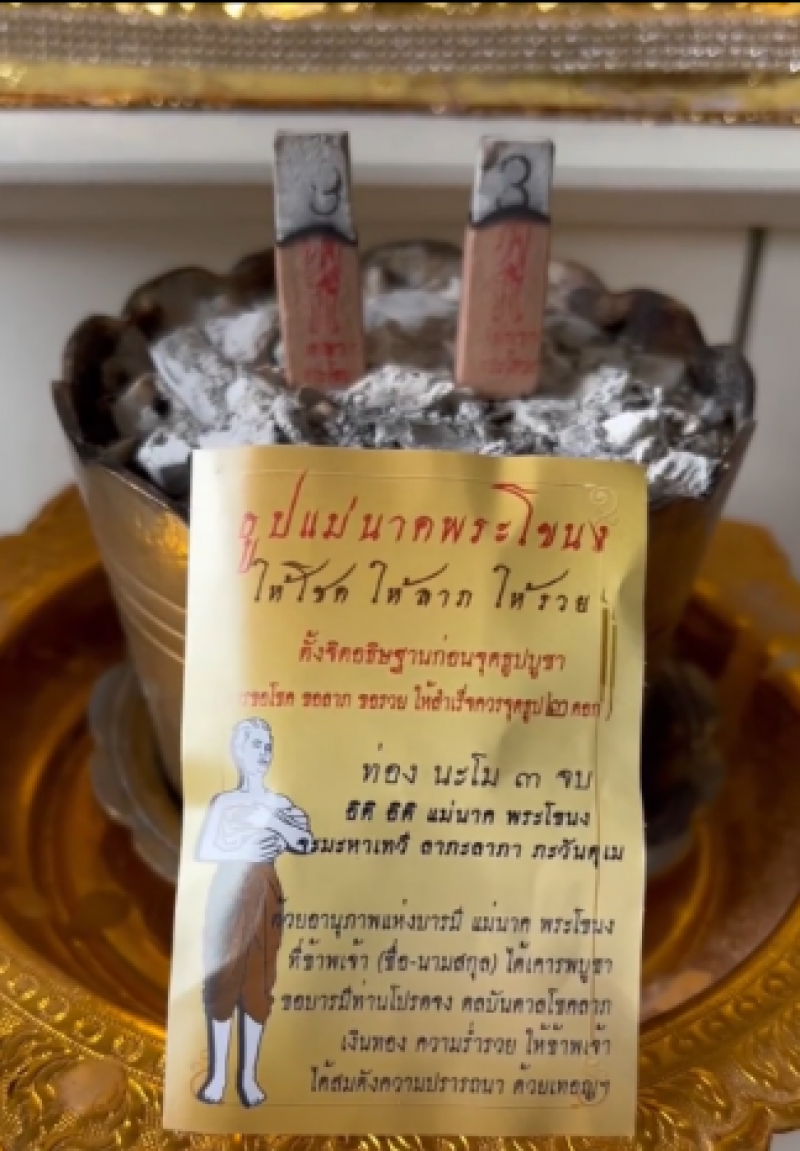 ๖
3
ธูปแม่นาคพระโขนง
ให้โชค ให้ลาภ ให้รวย
ตั้งจิตอธิษฐานก่อนจุดธูปบูชา
ขอโชค ขอลาภ ขอรวย ให้สำเร็จควรจุดธูป ดอก
ท่อง นะโม ๓ จบ
อิติ อิติ แม่นาค พระโขนง
จะมะหาเทวี ลาภะลาภา ภะวันตุเม
ด้วยอานุภาพแห่งบารมี แม่นาค พระโขนง
ที่ข้าพเจ้า (ชื่อ-นามสกุล) ได้เคารพบูชา
ขอบารมีท่านโปรดจง ดลบันดาลโชคลาภ
เงินทอง ความร่ำรวย ให้ข้าพเจ้า
ได้สมดังความปรารถนา ด้วยเทอญฯ